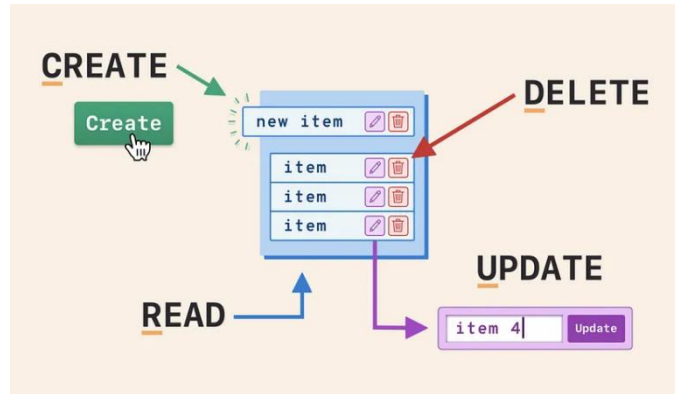 CREATE
Create
new item
DELETE
item
item
item
READ
UPDATE
item 4
Update